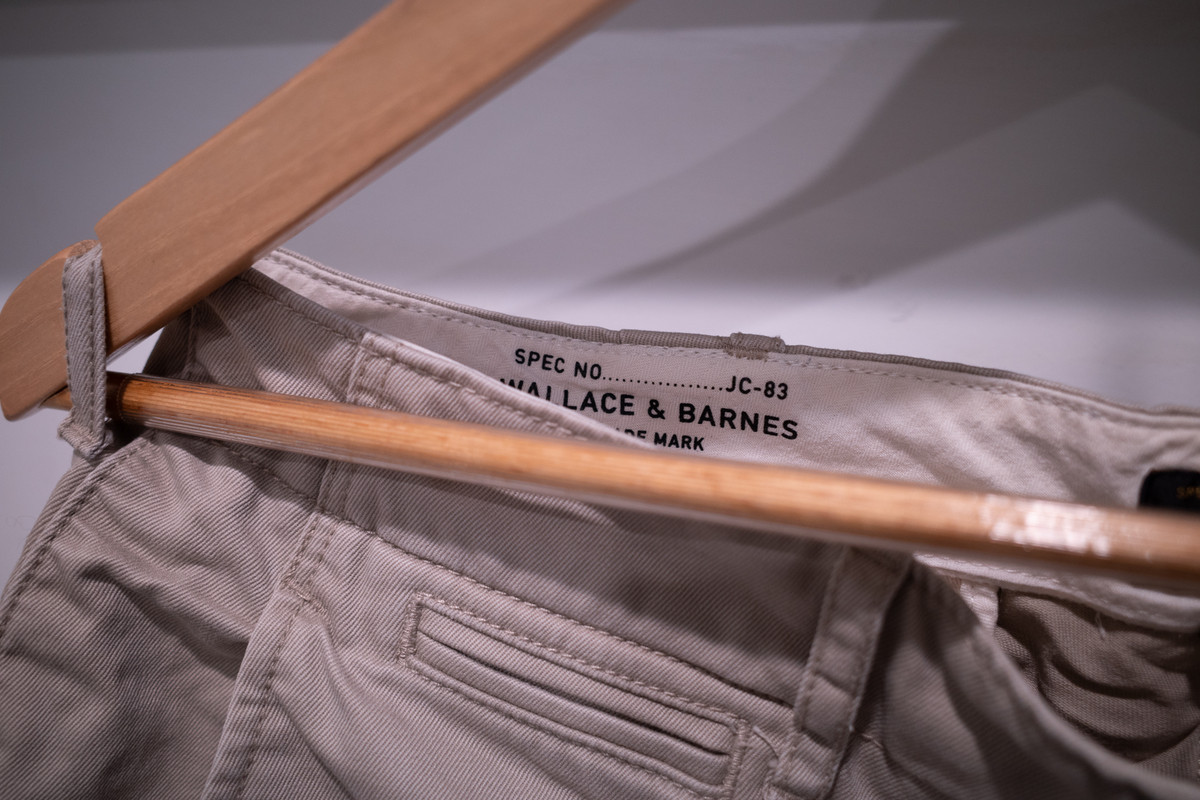 SPEC NO................JC-83
WALLACE & BARNES
MARK